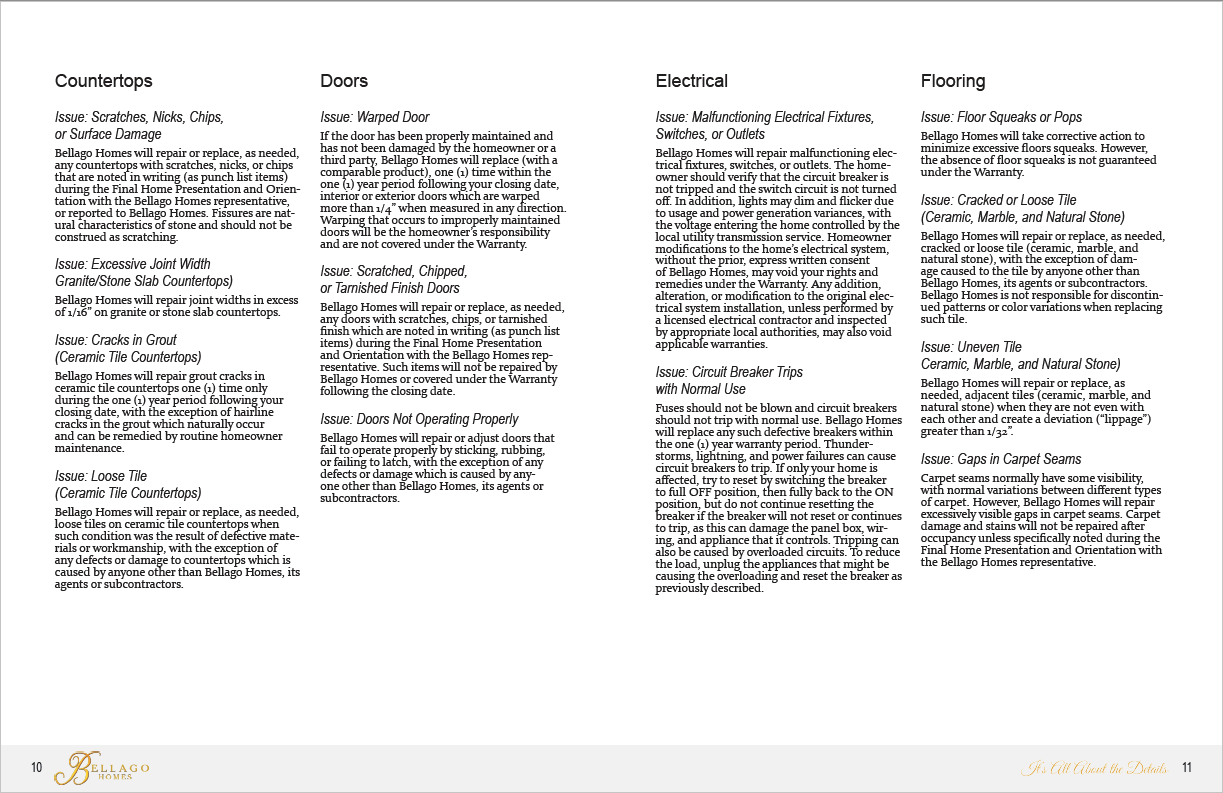 Countertops
Issue: Scratches, Nicks, Chips,
or Surface Damage
Bellago Homes will repair or replace, as needed,
any countertops with scratches, nicks, or chips
that are noted in writing (as punch list items)
during the Final Home Presentation and Orien-
tation with the Bellago Homes representative,
or reported to Bellago Homes. Fissures are nat-
ural characteristics of stone and should not be
construed as scratching.
Issue: Excessive Joint Width
Granite/Stone Slab Countertops)
Bellago Homes will repair joint widths in excess
of 1/16” on granite or stone slab countertops.
Issue: Cracks in Grout
(Ceramic Tile Countertops)
Bellago Homes will repair grout cracks in
ceramic tile countertops one (1) time only
during the one (1) year period following your
closing date, with the exception of hairline
cracks in the grout which naturally occur
and can be remedied by routine homeowner
maintenance.
Issue: Loose Tile
(Ceramic Tile Countertops)
Bellago Homes will repair or replace, as needed,
loose tiles on ceramic tile countertops when
such condition was the result of defective mate-
rials or workmanship, with the exception of
any defects or damage to countertops which is
caused by anyone other than Bellago Homes, its
agents or subcontractors.
Doors
Issue: Warped Door
If the door has been properly maintained and
has not been damaged by the homeowner or a
third party, Bellago Homes will replace (with a
comparable product), one (1) time within the
one (1) year period following your closing date,
interior or exterior doors which are warped
more than 1/4” when measured in any direction.
Warping that occurs to improperly maintained
doors will be the homeowner's responsibility
and are not covered under the Warranty.
Issue: Scratched, Chipped,
or Tarnished Finish Doors
Bellago Homes will repair or replace, as needed,
any doors with scratches, chips, or tarnished
finish which are noted in writing (as punch list
items) during the Final Home Presentation
and Orientation with the Bellago Homes rep-
resentative. Such items will not be repaired by
Bellago Homes or covered under the Warranty
following the closing date.
Issue: Doors Not Operating Properly
Bellago Homes will repair or adjust doors that
fail to operate properly by sticking, rubbing,
or failing to latch, with the exception of any
defects or damage which is caused by any-
one other than Bellago Homes, its agents or
subcontractors.
Electrical
Issue: Malfunctioning Electrical Fixtures,
Switches, or Outlets
Bellago Homes will repair malfunctioning elec-
trical fixtures, switches, or outlets. The home-
owner should verify that the circuit breaker is
not tripped and the switch circuit is not turned
off. In addition, lights may dim and flicker due
to usage and power generation variances, with
the voltage entering the home controlled by the
local utility transmission service. Homeowner
modifications to the home's electrical system,
without the prior, express written consent
of Bellago Homes, may void your rights and
remedies under the Warranty. Any addition,
alteration, or modification to the original elec-
trical system installation, unless performed by
a licensed electrical contractor and inspected
by appropriate local authorities, may also void
applicable warranties.
Issue: Circuit Breaker Trips
with Normal Use
Fuses should not be blown and circuit breakers
should not trip with normal use. Bellago Homes
will replace any such defective breakers within
the one (1) year warranty period. Thunder-
storms, lightning, and power failures can cause
circuit breakers to trip. If only your home is
affected, try to reset by switching the breaker
to full OFF position, then fully back to the ON
position, but do not continue resetting the
breaker if the breaker will not reset or continues
to trip, as this can damage the panel box, wir-
ing, and appliance that it controls. Tripping can
also be caused by overloaded circuits. To reduce
the load, unplug the appliances that might be
causing the overloading and reset the breaker as
previously described.
Flooring
Issue: Floor Squeaks or Pops
Bellago Homes will take corrective action to
minimize excessive floors squeaks. However,
the absence of floor squeaks is not guaranteed
under the Warranty.
Issue: Cracked or Loose Tile
(Ceramic, Marble, and Natural Stone)
Bellago Homes will repair or replace, as needed,
cracked or loose tile (ceramic, marble, and
natural stone), with the exception of dam-
age caused to the tile by anyone other than
Bellago Homes, its agents or subcontractors.
Bellago Homes is not responsible for discontin-
ued patterns or color variations when replacing
such tile.
Issue: Uneven Tile
Ceramic, Marble, and Natural Stone)
Bellago Homes will repair or replace, as
needed, adjacent tiles (ceramic, marble, and
natural stone) when they are not even with
each other and create a deviation (“lippage”)
greater than 1/32”.
Issue: Gaps in Carpet Seams
Carpet seams normally have some visibility,
with normal variations between different types
of carpet. However, Bellago Homes will repair
excessively visible gaps in carpet seams. Carpet
damage and stains will not be repaired after
occupancy unless specifically noted during the
Final Home Presentation and Orientation with
the Bellago Homes representative.
10
BELLAGO
HOMES
It's All About the Details
11